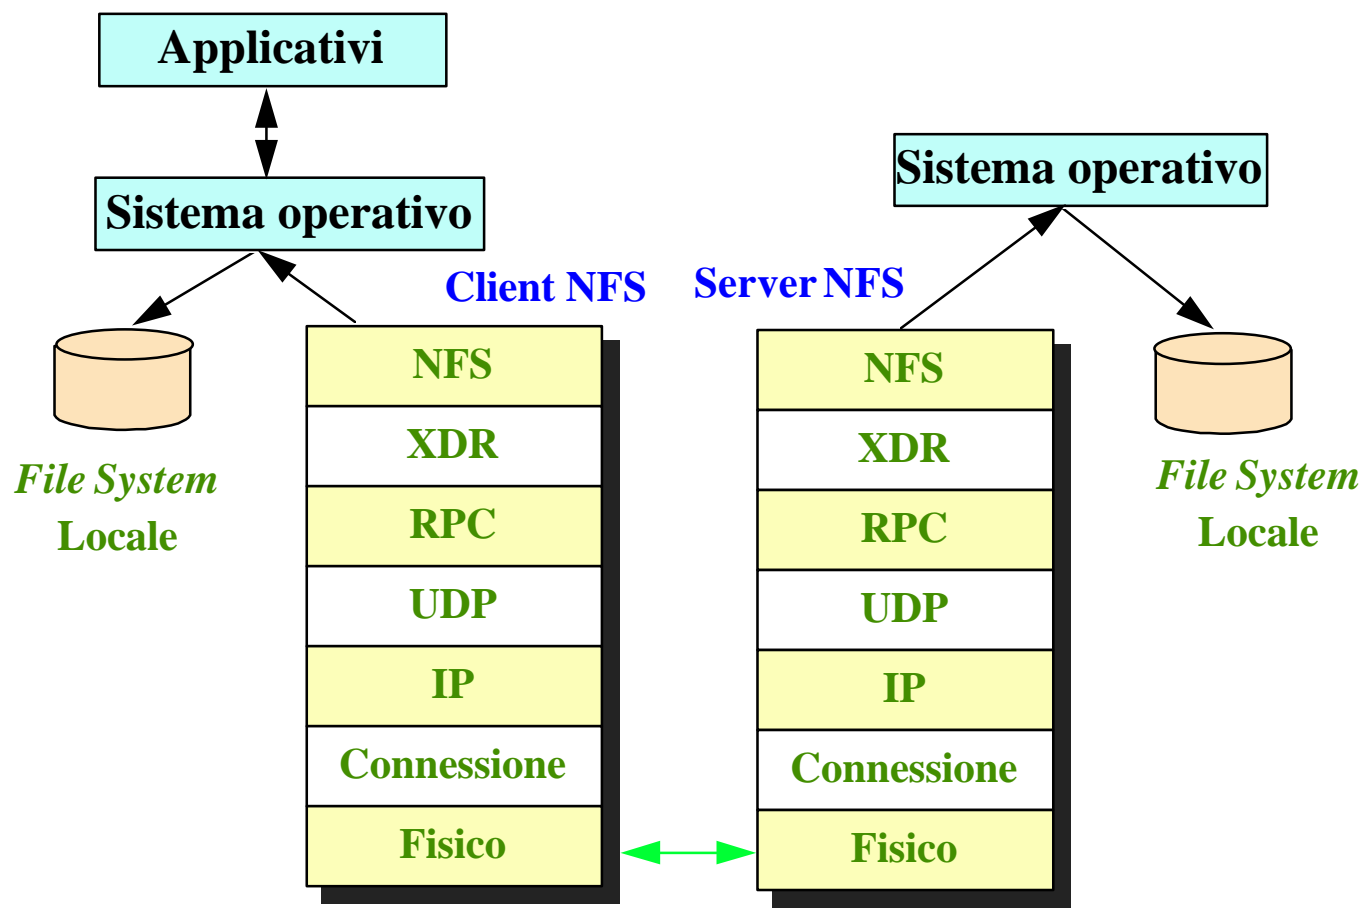 Applicativi
Sistema operativo
Client NFS
File System
Locale
NFS
XDR
RPC
UDP
IP
Connessione
Fisico
Sistema operativo
Server NFS
NFS
XDR
RPC
UDP
IP
Connessione
Fisico
File System
Locale